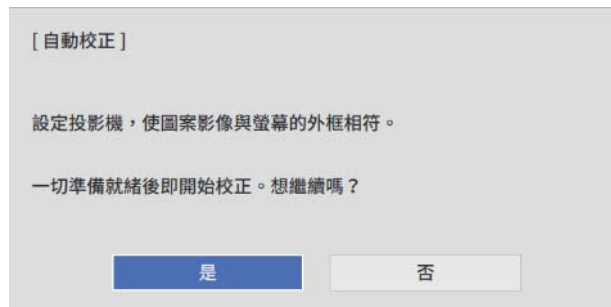 [ 自動校正 ]
設定投影機，使圖案影像與螢幕的外框相符。
一切準備就緒後即開始校正。想繼續嗎？
是
否